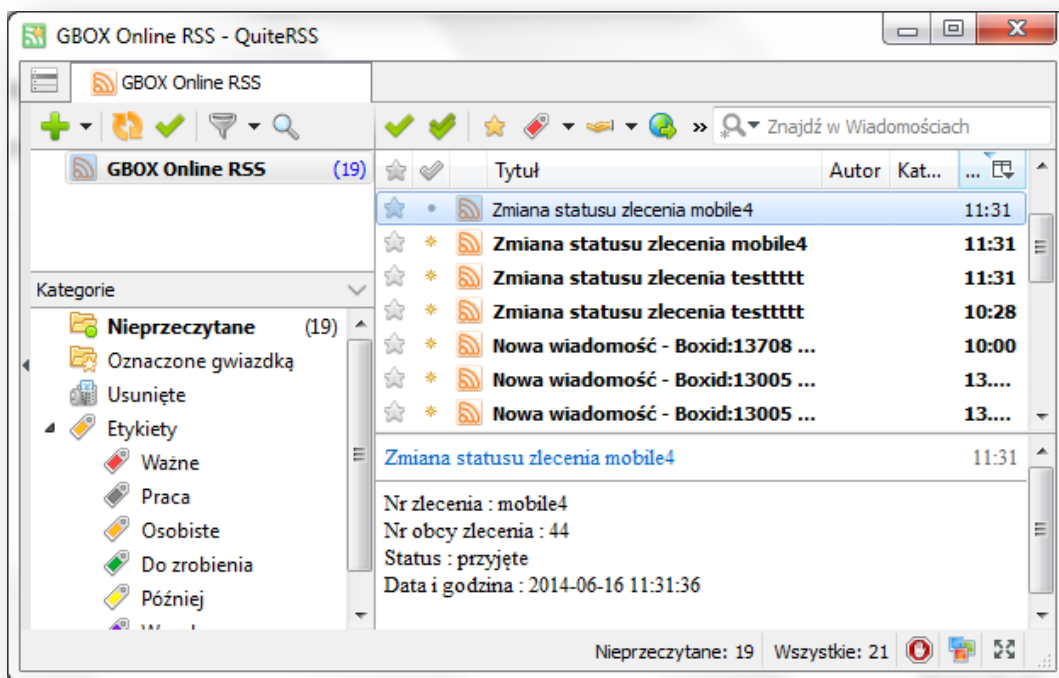 GBOX Online RSS - QuiteRSS
GBOX Online RSS
» Znajdź w Wiadomościach
GBOX Online RSS (19)
Tytuł Autor Kat... ...
Zmiana statusu zlecenia mobile4 11:31
Zmiana statusu zlecenia mobile4 11:31
Zmiana statusu zlecenia testtttt 11:31
Zmiana statusu zlecenia testtttt 10:28
Nowa wiadomość - Boxid:13708 ... 10:00
Nowa wiadomość - Boxid:13005 ... 13....
Nowa wiadomość - Boxid:13005 ... 13....
Kategorie
Nieprzeczytane (19)
Oznaczone gwiazdką
Usunięte
Etykiety
Ważne
Praca
Osobiste
Do zrobienia
Później
Zmiana statusu zlecenia mobile4 11:31
Nr zlecenia : mobile4
Nr obcy zlecenia : 44
Status : przyjęte
Data i godzina : 2014-06-16 11:31:36
Nieprzeczytane: 19 Wszystkie: 21